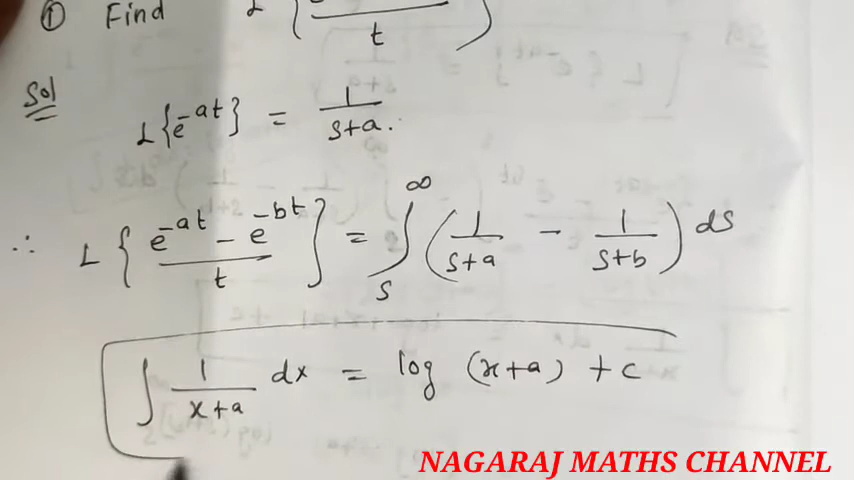 ① Find L { / t }
Sol
L{e^-at} = 1/s+a.
∴ L { e^-at - e^-bt / t } = ∫_s^∞ ( 1/s+a - 1/s+b ) ds
∫ 1/x+a dx = log (x+a) + c
NAGARAJ MATHS CHANNEL